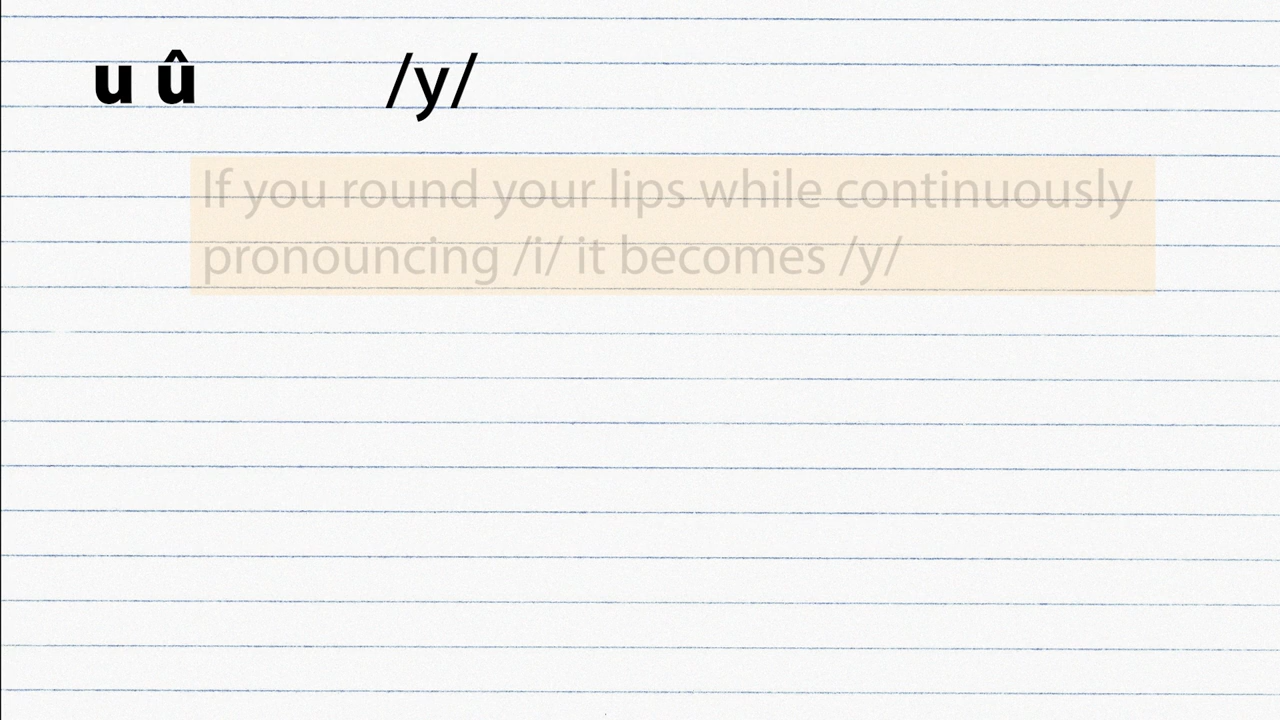 u û /y/
If you round your lips while continuously
pronouncing /i/ it becomes /y/